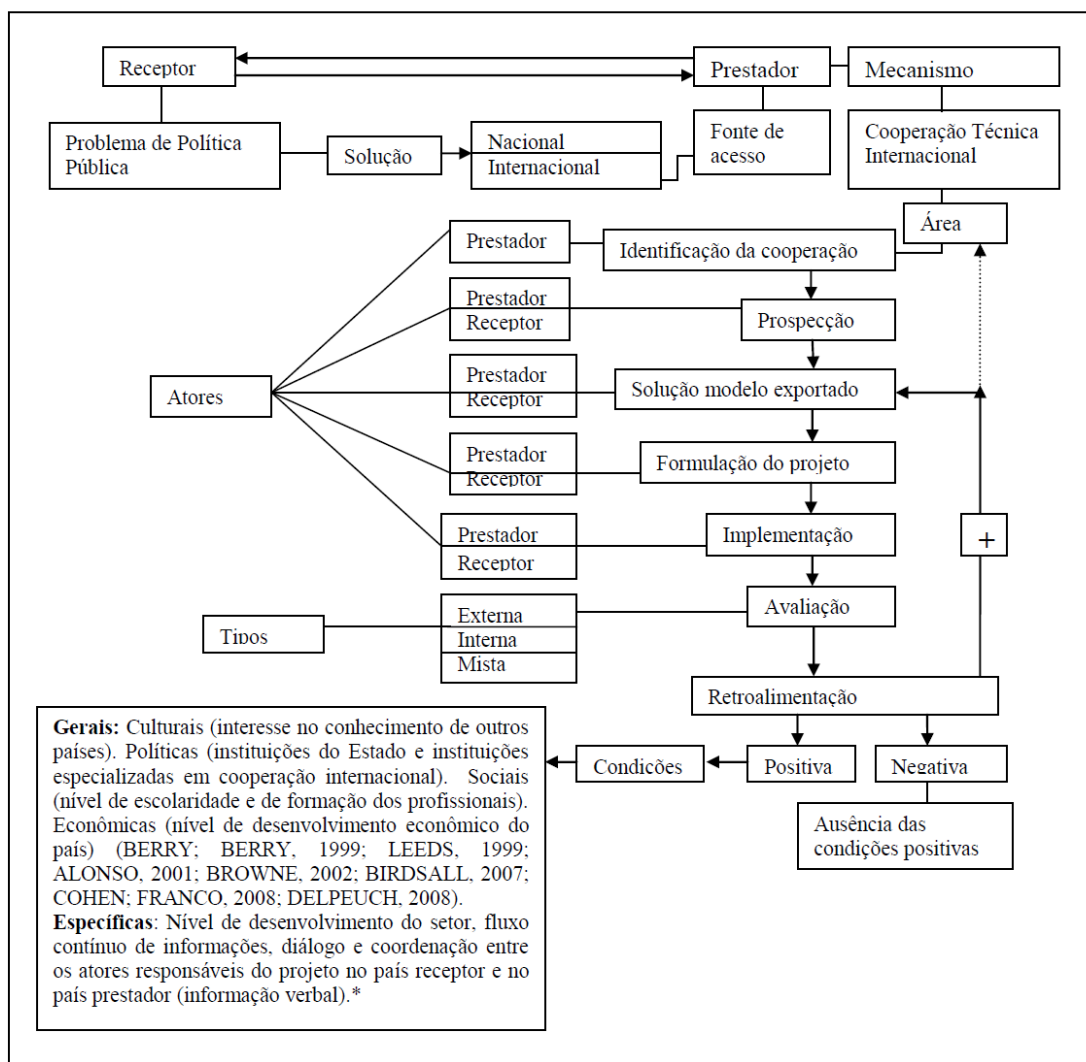 Receptor
Prestador
Mecanismo
Problema de Política
Pública
Solução
Nacional
Internacional
Fonte de
acesso
Cooperação Técnica
Internacional
Área
Prestador
Identificação da cooperação
Prestador
Receptor
Prospecção
Atores
Prestador
Receptor
Solução modelo exportado
Prestador
Receptor
Formulação do projeto
Prestador
Receptor
Implementação
+
Tipos
Externa
Interna
Mista
Avaliação
Retroalimentação
Condições
Positiva
Negativa
Ausência das
condições positivas
Gerais: Culturais (interesse no conhecimento de outros
países). Políticas (instituições do Estado e instituições
especializadas em cooperação internacional). Sociais
(nível de escolaridade e de formação dos profissionais).
Econômicas (nível de desenvolvimento econômico do
país) (BERRY; BERRY, 1999; LEEDS, 1999;
ALONSO, 2001; BROWNE, 2002; BIRDSALL, 2007;
COHEN; FRANCO, 2008; DELPEUCH, 2008).
Específicas: Nível de desenvolvimento do setor, fluxo
contínuo de informações, diálogo e coordenação entre
os atores responsáveis do projeto no país receptor e no
país prestador (informação verbal).*